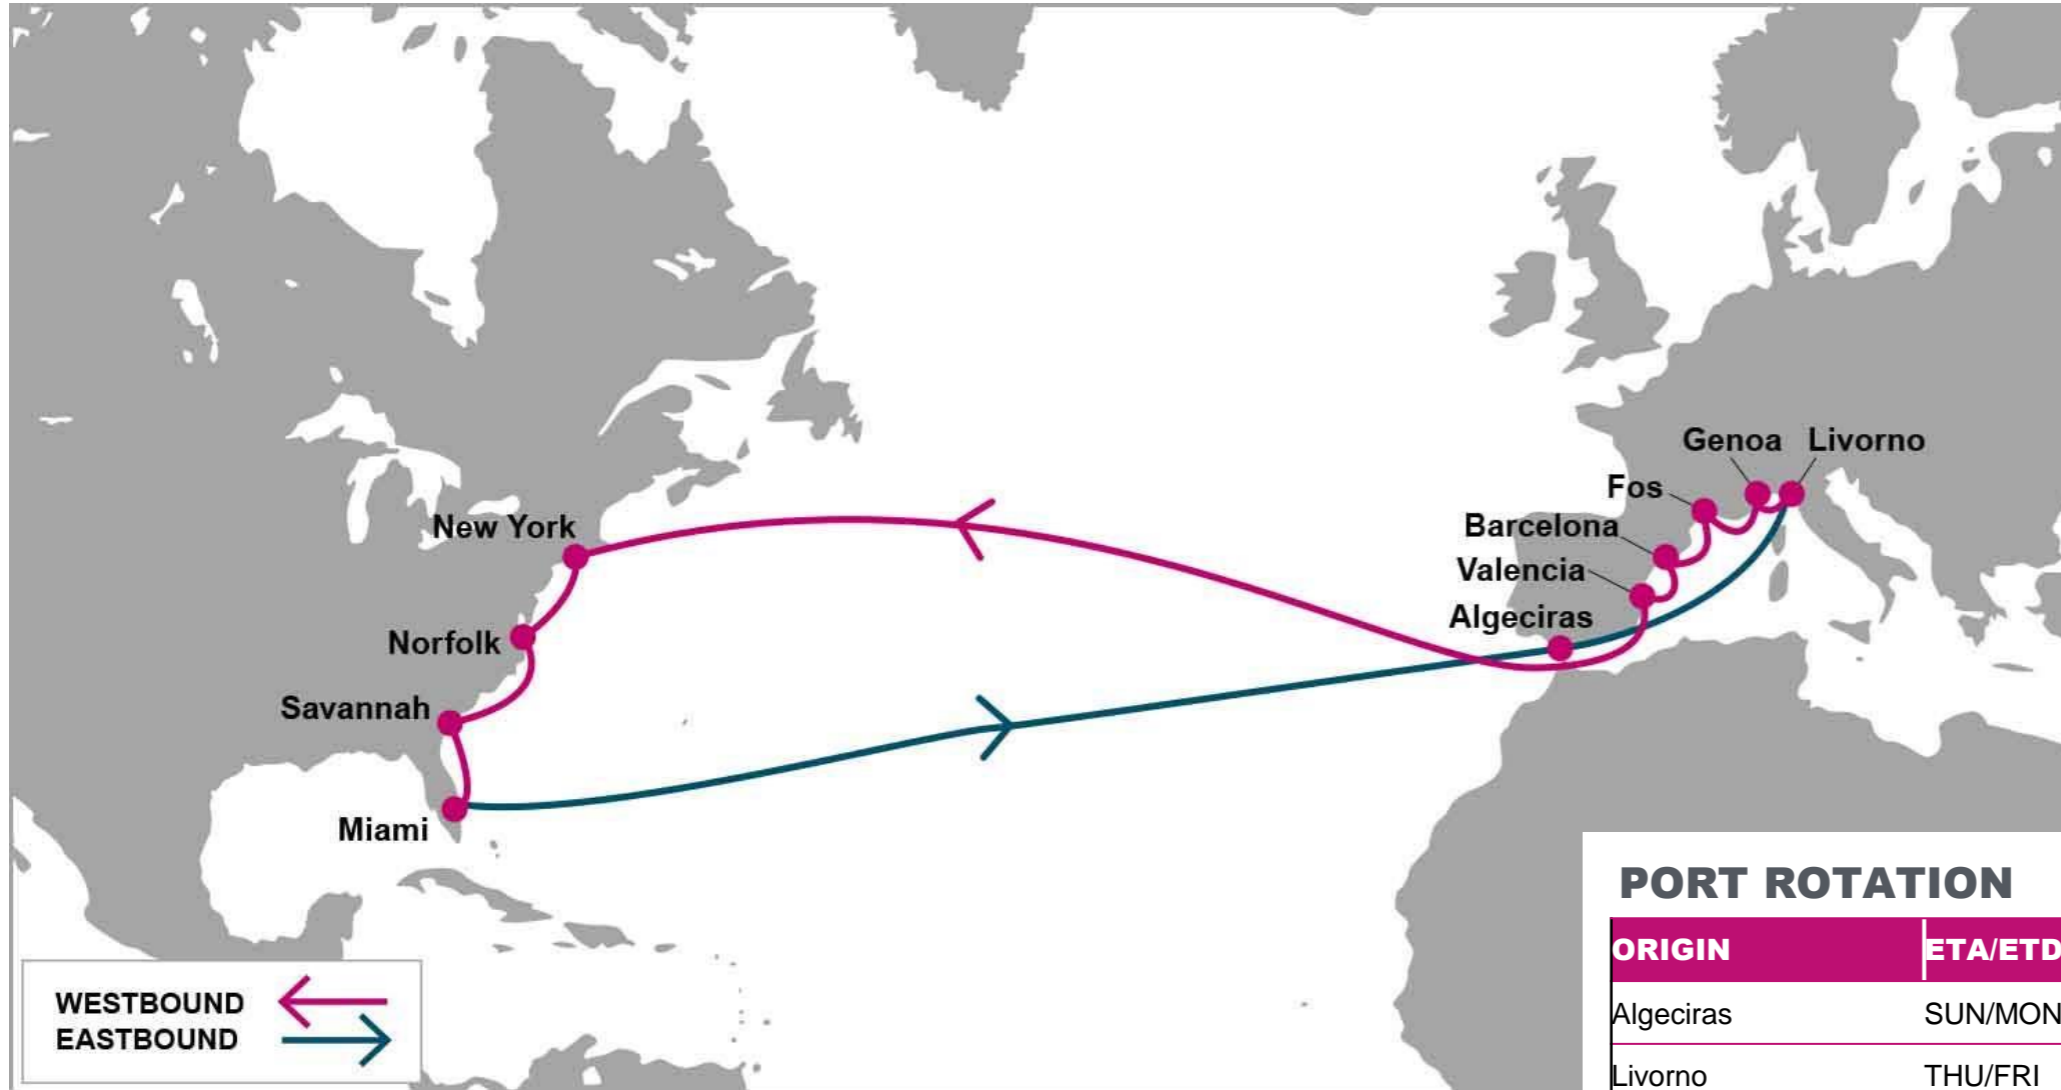 Genoa Livorno
Fos
Barcelona
Valencia
Algeciras
New York
Norfolk
Savannah
Miami
WESTBOUND
EASTBOUND
PORT ROTATION
ORIGIN ETA/ETD
Algeciras SUN/MON
Livorno THU/FRI